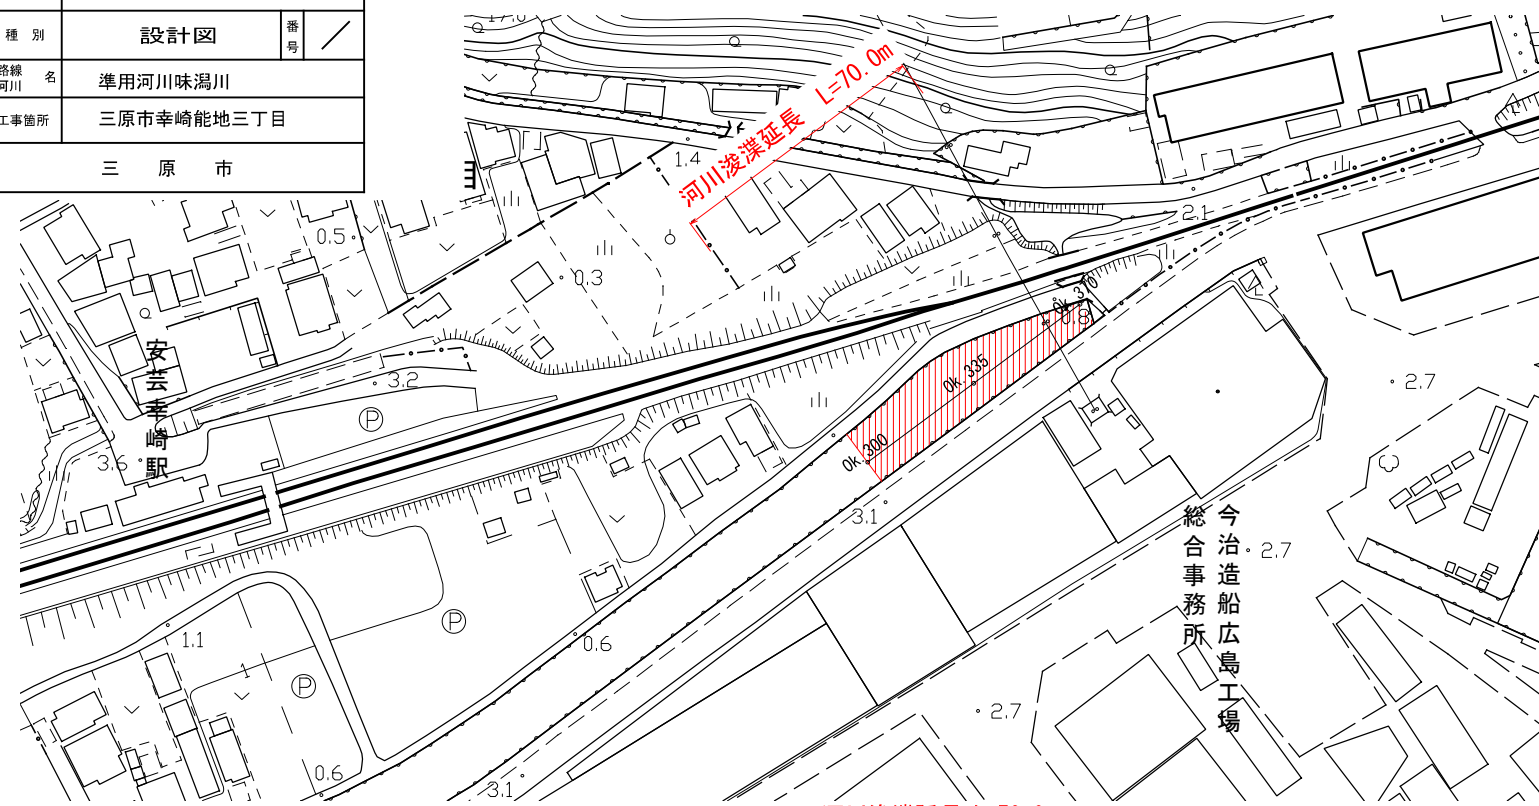 種 別 設計図 番号
路線
河川 名 準用河川味潟川
工事箇所 三原市幸崎能地三丁目
三 原 市
17.0
河川浚渫延長 L=70.0m
1.4
目
2.1
0.5
0.3
0k.370
0.8
0k.335
0k.300
3.2
P
安芸幸崎駅
3.6
2.7
3.1
今治造船広島工場
総合事務所
2.7
P
1.1
0.6
1
P
2.7
0.6
3.1